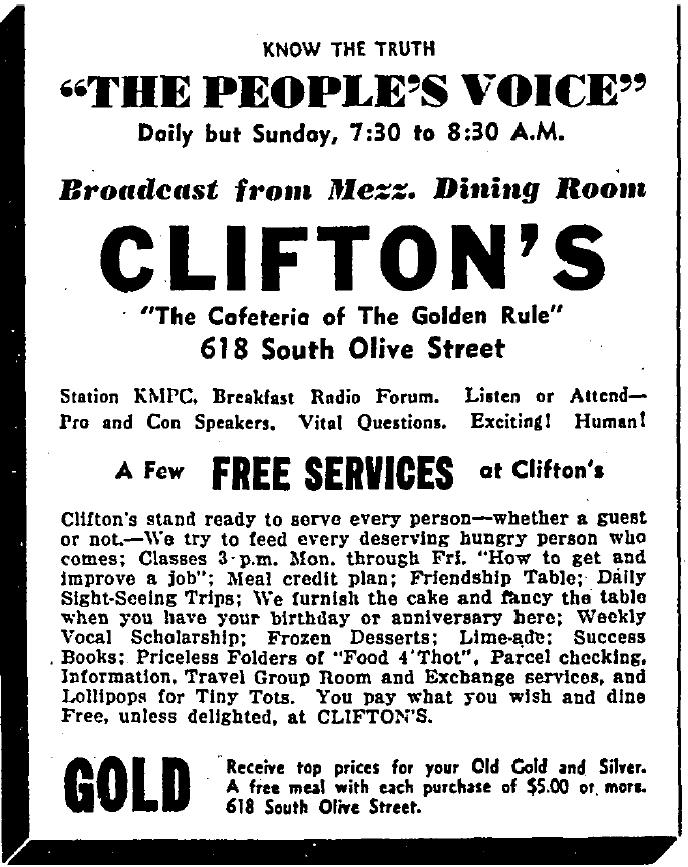 KNOW THE TRUTH
“THE PEOPLE’S VOICE”
Daily but Sunday, 7:30 to 8:30 A.M.
Broadcast from Mezz. Dining Room
CLIFTON’S
"The Cafeteria of The Golden Rule"
618 South Olive Street
Station KMPC. Breakfast Radio Forum. Listen or Attend—
Pro and Con Speakers. Vital Questions. Exciting! Human!
A Few FREE SERVICES at Clifton's
Clifton's stand ready to serve every person—whether a guest
or not.—We try to feed every deserving hungry person who
comes; Classes 3 p.m. Mon. through Fri. "How to get and
improve a job"; Meal credit plan; Friendship Table; Daily
Sight-Seeing Trips; We furnish the cake and fancy the table
when you have your birthday or anniversary here; Weekly
Vocal Scholarship; Frozen Desserts; Lime-ade; Success
Books; Priceless Folders of "Food 4'Thot", Parcel checking,
Information, Travel Group Room and Exchange services, and
Lollipops for Tiny Tots. You pay what you wish and dine
Free, unless delighted, at CLIFTON'S.
GOLD
Receive top prices for your Old Gold and Silver.
A free meal with each purchase of $5.00 or more.
618 South Olive Street.